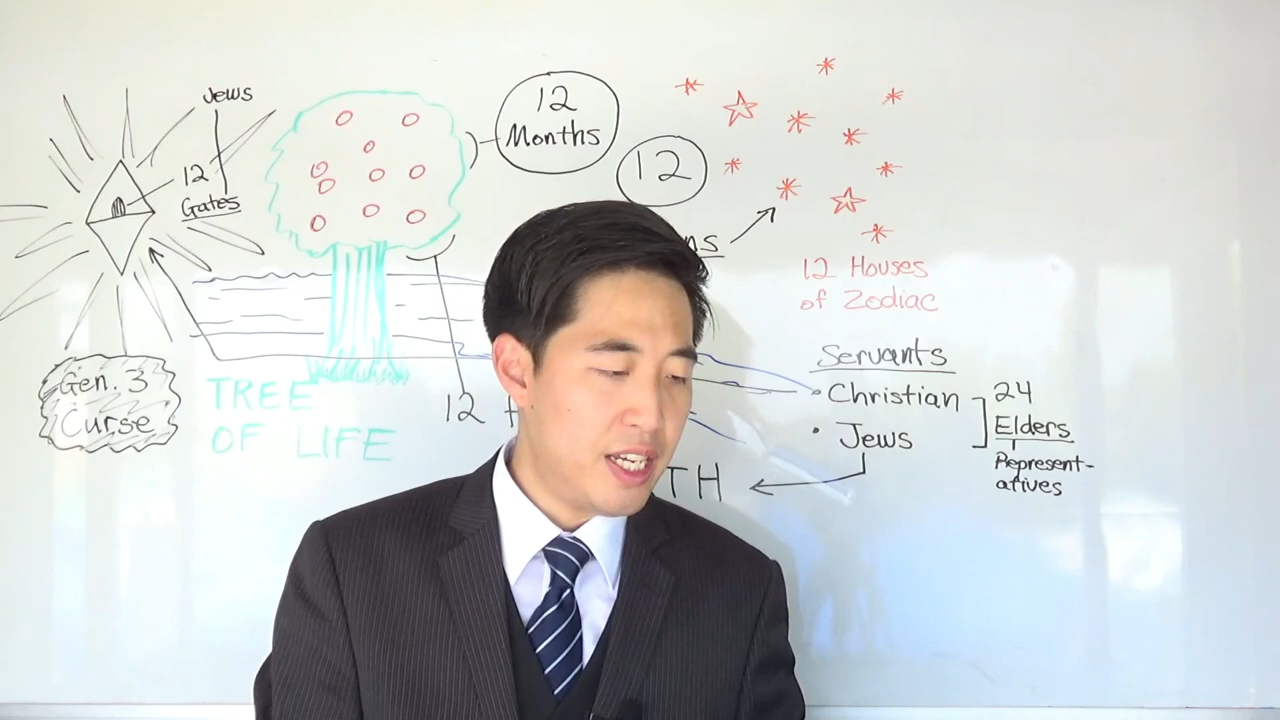 Jews
12
Gates
12
Months
12
12 Houses
of Zodiac
Gen. 3
Curse
TREE
OF LIFE
12
Servants
• Christian
• Jews
24
Elders
Represent-
atives